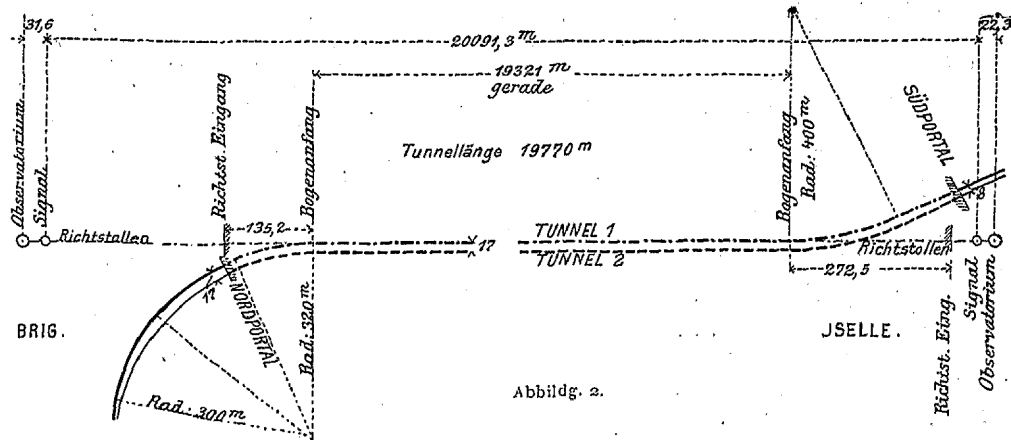 31,6
22,3
20091,3 m
19321 m
gerade
Tunnellänge 19770 m
Observatorium
Signal
Richtst. Eingang
Bogenanfang
Bogenanfang
Rad.: 400 m
SÜDPORTAL
8
135,2
Richtstollen
TUNNEL 1
17
TUNNEL 2
Richtstollen
272,5
17
NORDPORTAL
Rad.: 320 m
BRIG.
JSELLE.
Richtst. Eing.
Signal
Observatorium
Rad.: 300 m
Abbildg. 2.